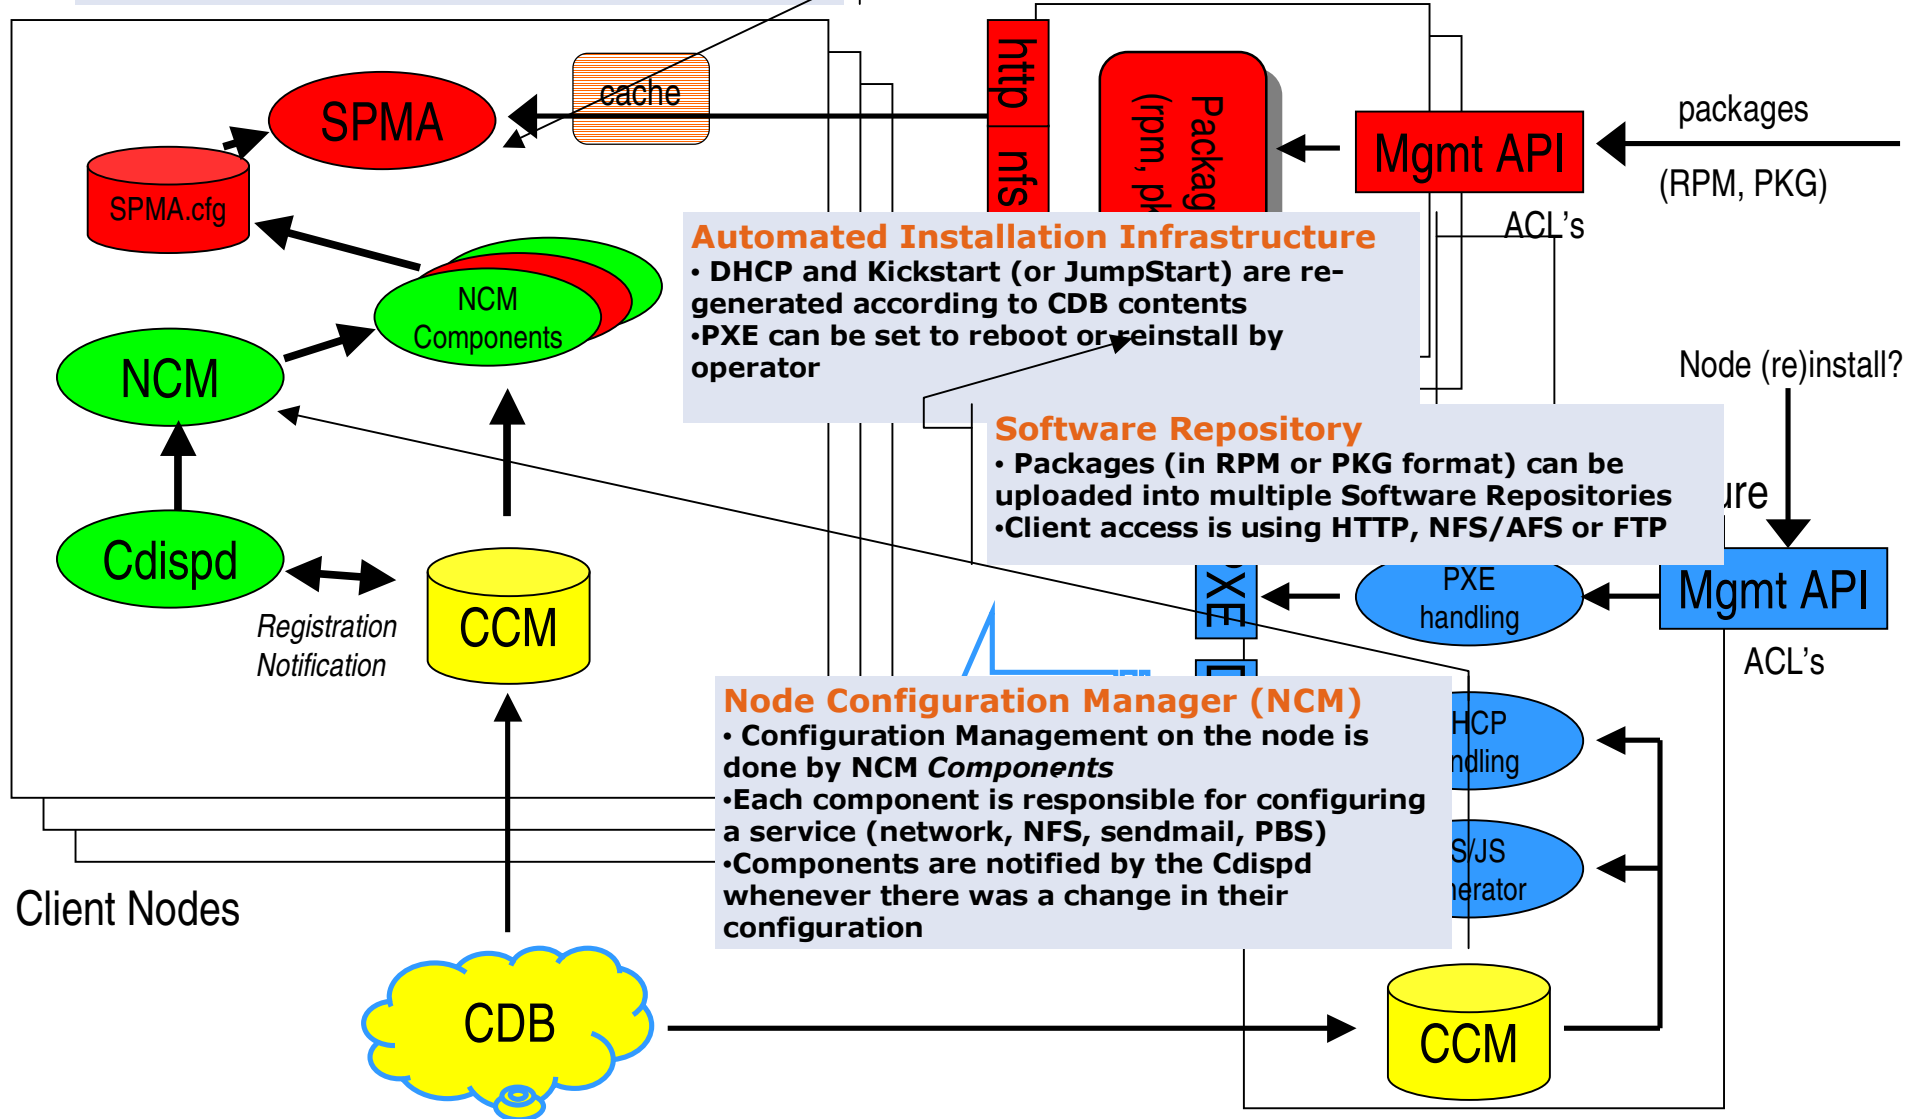 cache
SPMA
SPMA.cfg
http
nfs
(rpm,
Mgmt API
packages
(RPM, PKG)
ACL's
NCM
Components
NCM
Cdispd
Registration
Notification
CCM
Automated Installation Infrastructure
• DHCP and Kickstart (or JumpStart) are re-
generated according to CDB contents
•PXE can be set to reboot or reinstall by
operator
Node (re)install?
Software Repository
• Packages (in RPM or PKG format) can be
uploaded into multiple Software Repositories
•Client access is using HTTP, NFS/AFS or FTP
PXE
PXE
handling
Mgmt API
ACL's
Node Configuration Manager (NCM)
• Configuration Management on the node is
done by NCM Components
•Each component is responsible for configuring
a service (network, NFS, sendmail, PBS)
•Components are notified by the Cdispd
whenever there was a change in their
configuration
Client Nodes
CDB
CCM